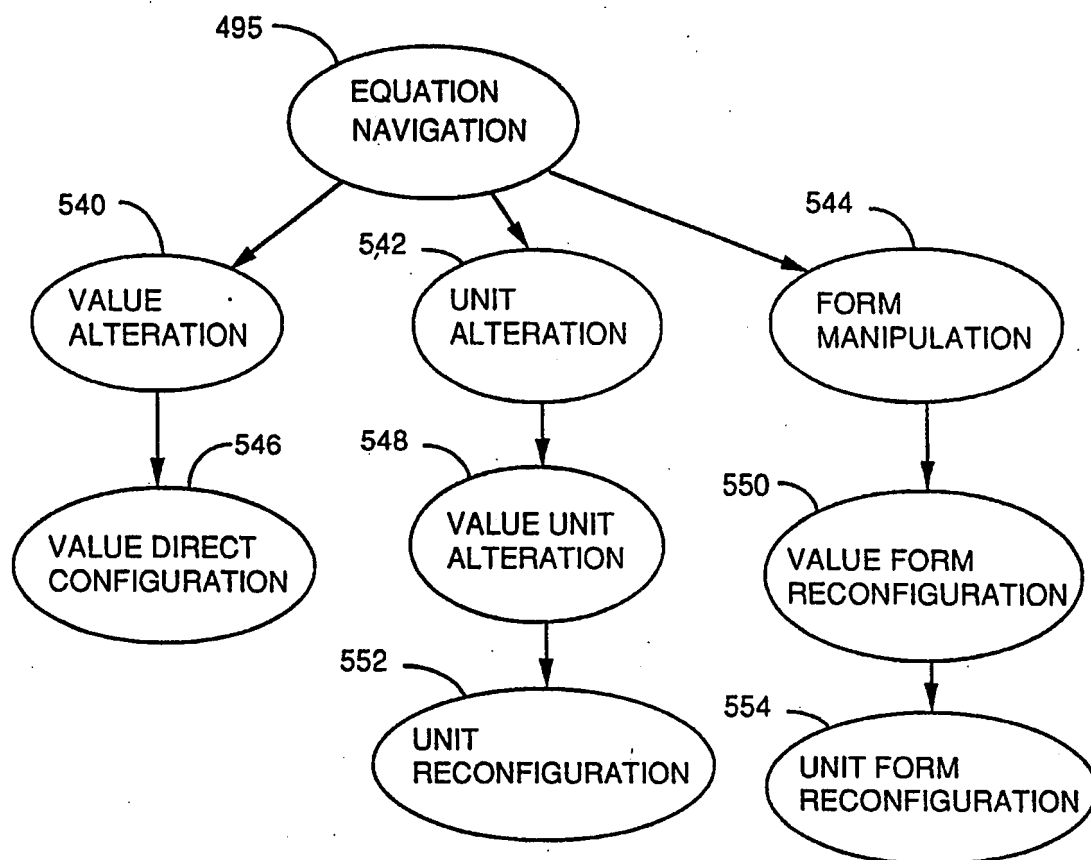 495
EQUATION
NAVIGATION
540
542
544
VALUE
ALTERATION
UNIT
ALTERATION
FORM
MANIPULATION
546
548
550
VALUE DIRECT
CONFIGURATION
VALUE UNIT
ALTERATION
VALUE FORM
RECONFIGURATION
552
554
UNIT
RECONFIGURATION
UNIT FORM
RECONFIGURATION